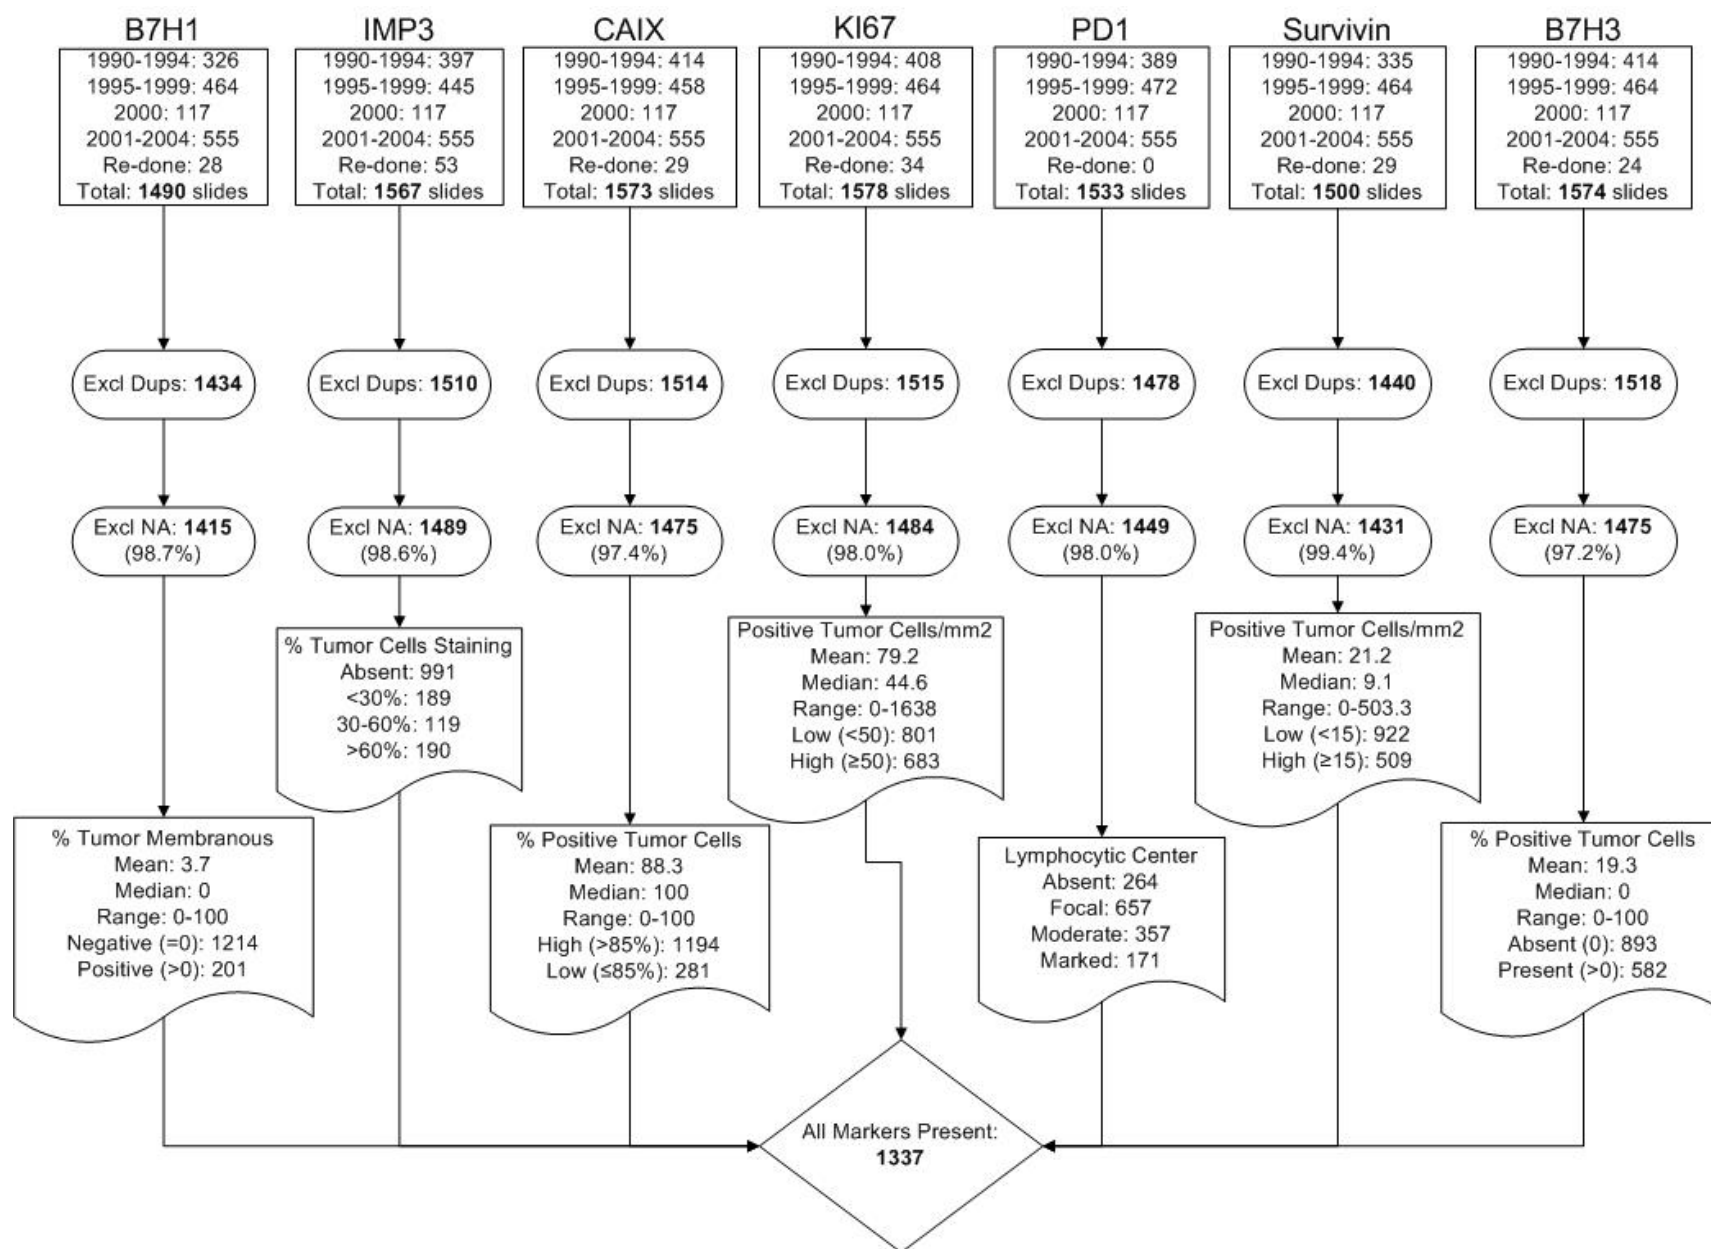 B7H1
1990-1994: 326
1995-1999: 464
2000: 117
2001-2004: 555
Re-done: 28
Total: 1490 slides
Excl Dups: 1434
Excl NA: 1415
(98.7%)
% Tumor Membranous
Mean: 3.7
Median: 0
Range: 0-100
Negative (=0): 1214
Positive (>0): 201
IMP3
1990-1994: 397
1995-1999: 445
2000: 117
2001-2004: 555
Re-done: 53
Total: 1567 slides
Excl Dups: 1510
Excl NA: 1489
(98.6%)
% Tumor Cells Staining
Absent: 991
<30%: 189
30-60%: 119
>60%: 190
CAIX
1990-1994: 414
1995-1999: 458
2000: 117
2001-2004: 555
Re-done: 29
Total: 1573 slides
Excl Dups: 1514
Excl NA: 1475
(97.4%)
% Positive Tumor Cells
Mean: 88.3
Median: 100
Range: 0-100
High (>85%): 1194
Low (≤85%): 281
KI67
1990-1994: 408
1995-1999: 464
2000: 117
2001-2004: 555
Re-done: 34
Total: 1578 slides
Excl Dups: 1515
Excl NA: 1484
(98.0%)
Positive Tumor Cells/mm2
Mean: 79.2
Median: 44.6
Range: 0-1638
Low (<50): 801
High (≥50): 683
PD1
1990-1994: 389
1995-1999: 472
2000: 117
2001-2004: 555
Re-done: 0
Total: 1533 slides
Excl Dups: 1478
Excl NA: 1449
(98.0%)
Lymphocytic Center
Absent: 264
Focal: 657
Moderate: 357
Marked: 171
Survivin
1990-1994: 335
1995-1999: 464
2000: 117
2001-2004: 555
Re-done: 29
Total: 1500 slides
Excl Dups: 1440
Excl NA: 1431
(99.4%)
Positive Tumor Cells/mm2
Mean: 21.2
Median: 9.1
Range: 0-503.3
Low (<15): 922
High (≥15): 509
B7H3
1990-1994: 414
1995-1999: 464
2000: 117
2001-2004: 555
Re-done: 24
Total: 1574 slides
Excl Dups: 1518
Excl NA: 1475
(97.2%)
% Positive Tumor Cells
Mean: 19.3
Median: 0
Range: 0-100
Absent (0): 893
Present (>0): 582
All Markers Present:
1337